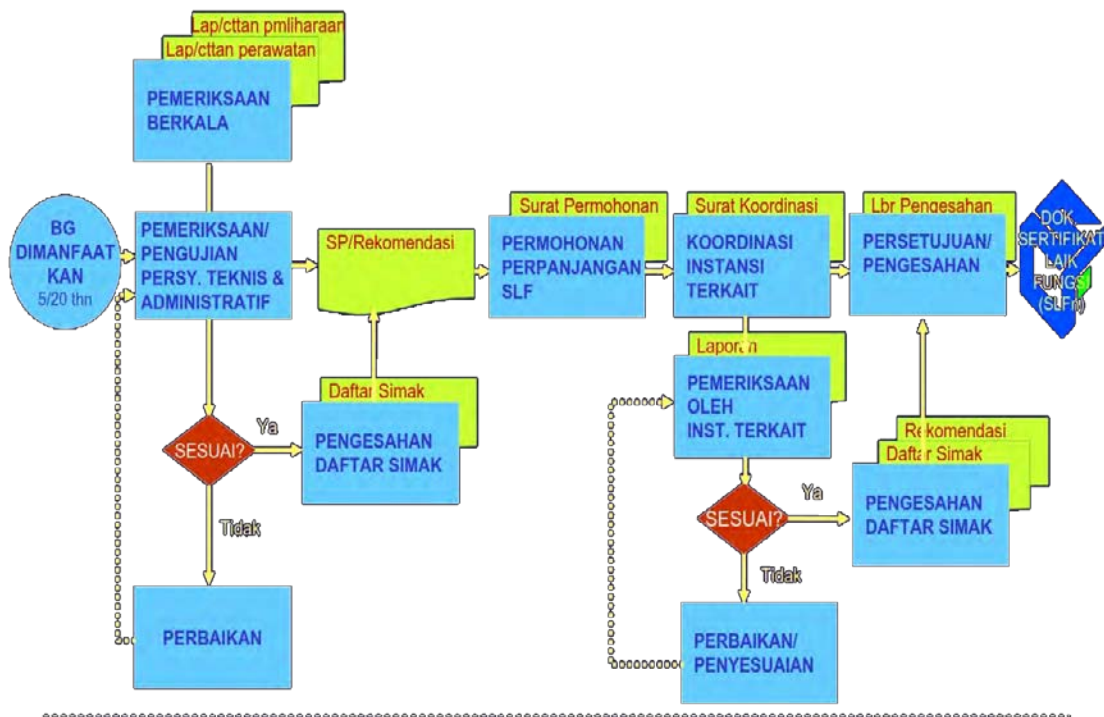 Lap/cttan pmliharaan
Lap/cttan perawatan
PEMERIKSAAN
BERKALA
BG
DIMANFAAT
KAN
5/20 thn
PEMERIKSAAN/
PENGUJIAN
PERSY. TEKNIS &
ADMINISTRATIF
SP/Rekomendasi
Surat Permohonan
PERMOHONAN
PERPANJANGAN
SLF
Surat Koordinasi
KOORDINASI
INSTANSI
TERKAIT
Lbr Pengesahan
PERSETUJUAN/
PENGESAHAN
DOK.
SERTIFIKAT
LAIK
FUNGSI
(SLFn)
SESUAI?
Ya
Daftar Simak
PENGESAHAN
DAFTAR SIMAK
Tidak
PERBAIKAN
Laporan
PEMERIKSAAN
OLEH
INST. TERKAIT
SESUAI?
Ya
Rekomendasi
Daftar Simak
PENGESAHAN
DAFTAR SIMAK
Tidak
PERBAIKAN/
PENYESUAIAN